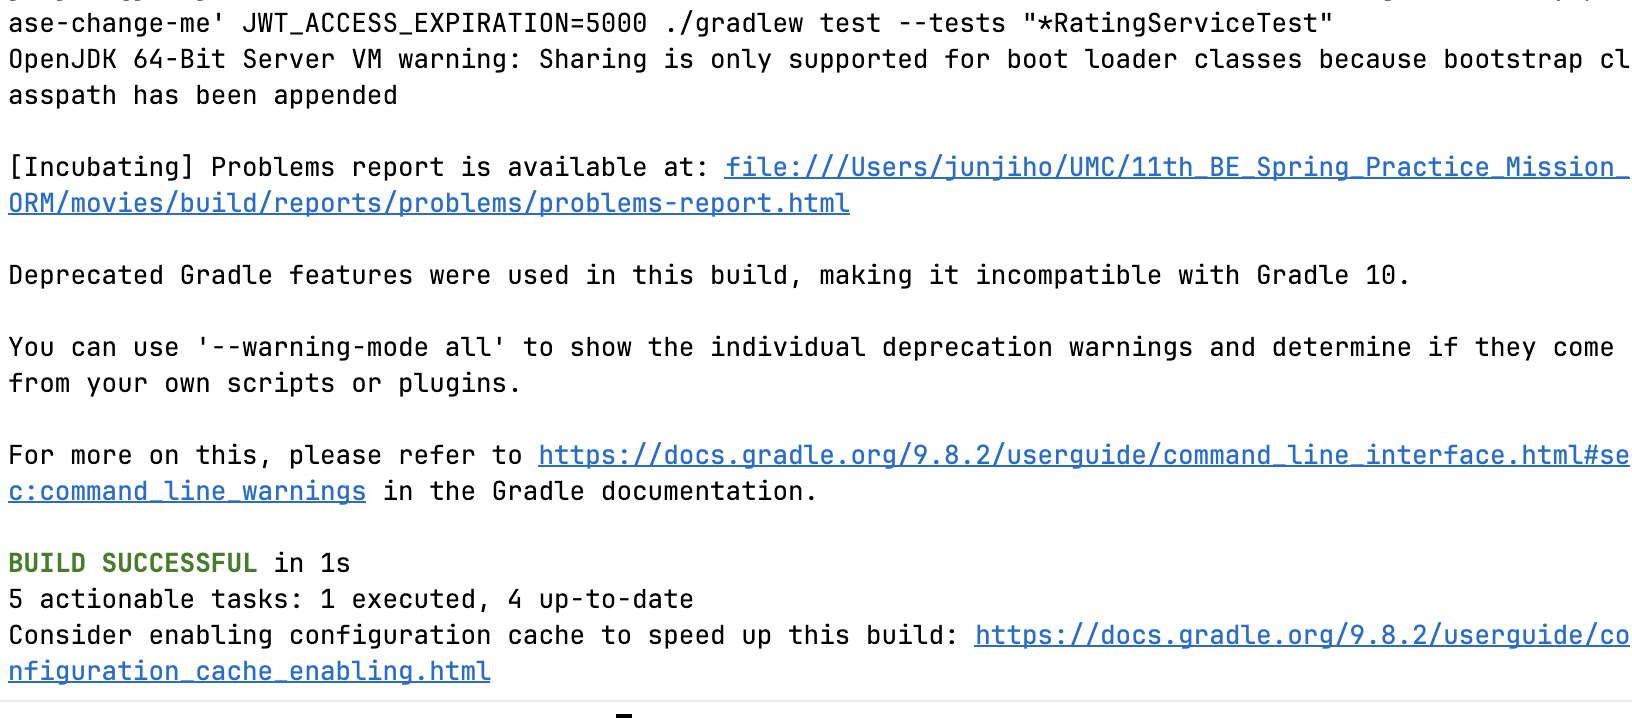 ase-change-me' JWT_ACCESS_EXPIRATION=5000 ./gradlew test --tests "*RatingServiceTest"
OpenJDK 64-Bit Server VM warning: Sharing is only supported for boot loader classes because bootstrap cl
asspath has been appended
[Incubating] Problems report is available at: file:///Users/junjiho/UMC/11th_BE_Spring_Practice_Mission_
ORM/movies/build/reports/problems/problems-report.html
Deprecated Gradle features were used in this build, making it incompatible with Gradle 10.
You can use '--warning-mode all' to show the individual deprecation warnings and determine if they come
from your own scripts or plugins.
For more on this, please refer to https://docs.gradle.org/9.8.2/userguide/command_line_interface.html#se
c:command_line_warnings in the Gradle documentation.
BUILD SUCCESSFUL in 1s
5 actionable tasks: 1 executed, 4 up-to-date
Consider enabling configuration cache to speed up this build: https://docs.gradle.org/9.8.2/userguide/co
nfiguration_cache_enabling.html